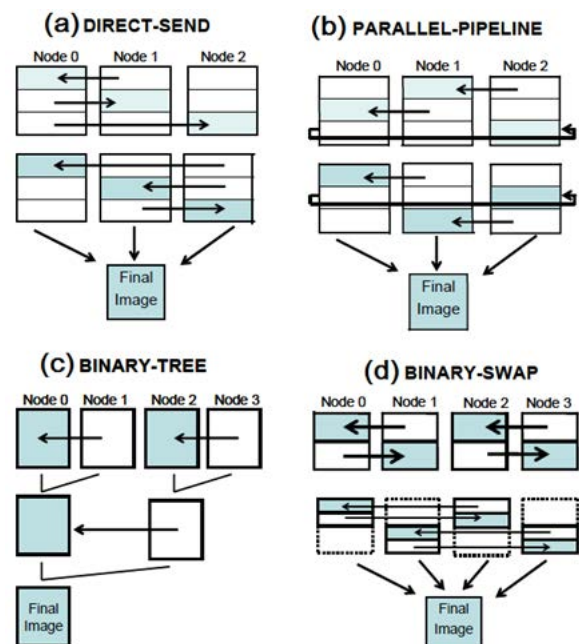 (a) DIRECT-SEND
Node 0 Node 1 Node 2
Final
Image
(b) PARALLEL-PIPELINE
Node 0 Node 1 Node 2
Final
Image
(c) BINARY-TREE
Node 0 Node 1 Node 2 Node 3
Final
Image
(d) BINARY-SWAP
Node 0 Node 1 Node 2 Node 3
Final
Image